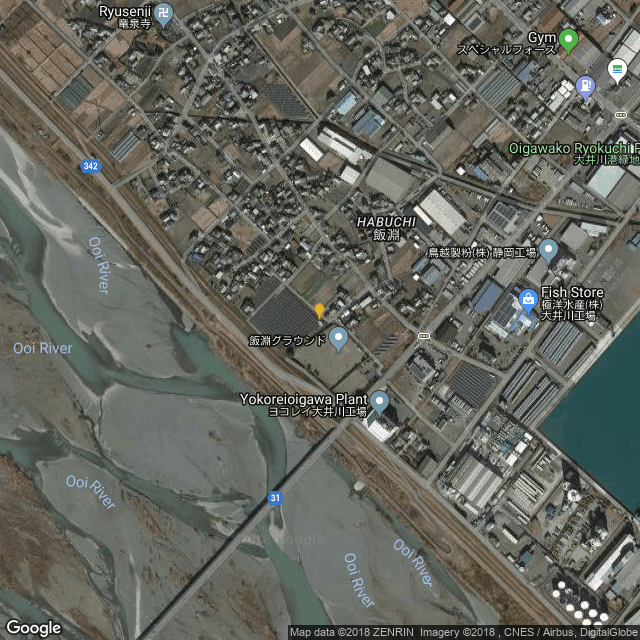 Ryusenji
竜泉寺
Gym
スペシャルフォース
342
Oigawako Ryokuchi P
大井川港緑地
HABUCHI
飯淵
鳥越製粉(株)静岡工場
Ooi River
Fish Store
極洋水産(株)
大井川工場
飯淵グラウンド
Ooi River
Yokoreioigawa Plant
ヨコレイ大井川工場
Ooi River
31
Ooi River
Ooi River
Google
Map data ©2018 ZENRIN Imagery ©2018 , CNES / Airbus, DigitalGlobe